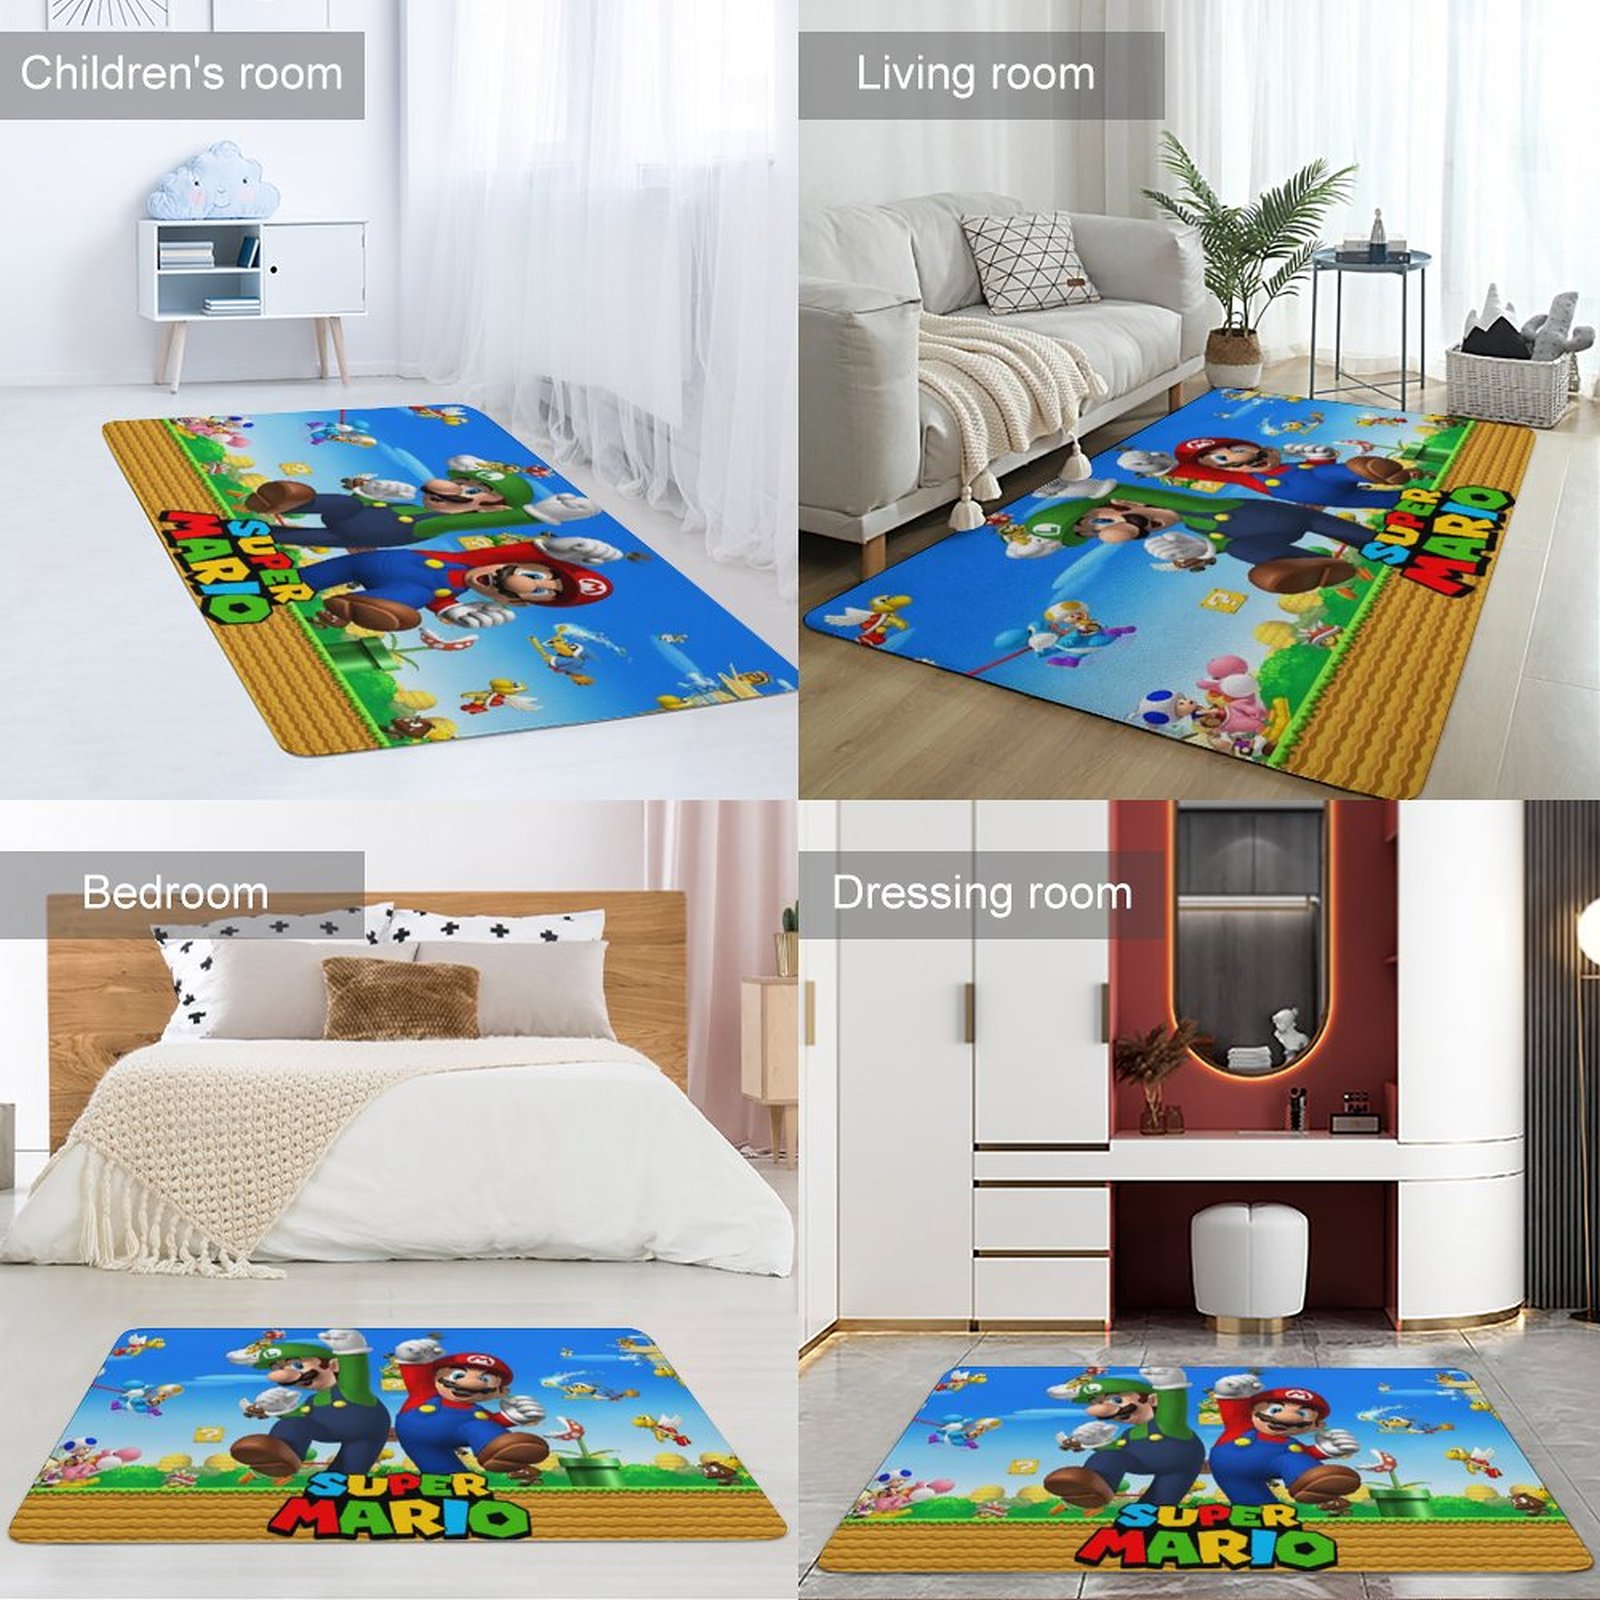 Children's room
Living room
SUPER
MARIO
SUPER
MARIO
Bedroom
Dressing room
SUPER
MARIO
SUPER
MARIO